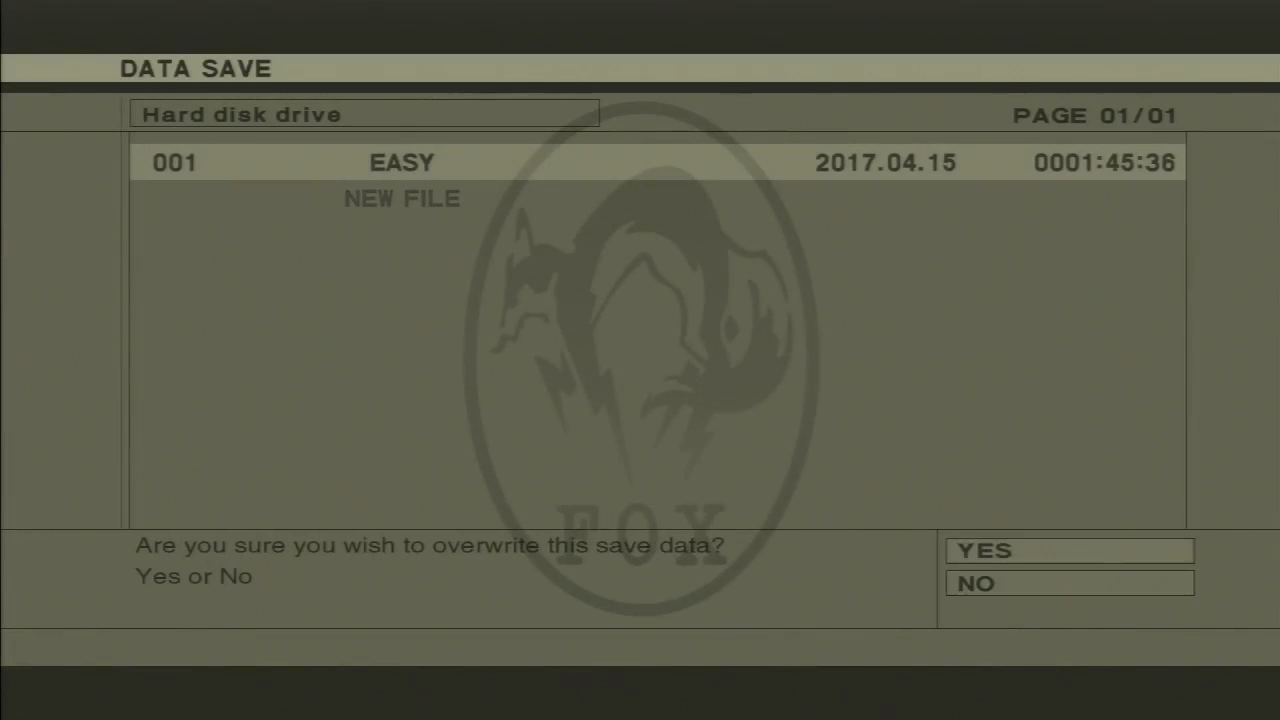 DATA SAVE
Hard disk drive PAGE 01/01
001 EASY 2017.04.15 0001:45:36
NEW FILE
FOX
Are you sure you wish to overwrite this save data?
Yes or No
YES
NO